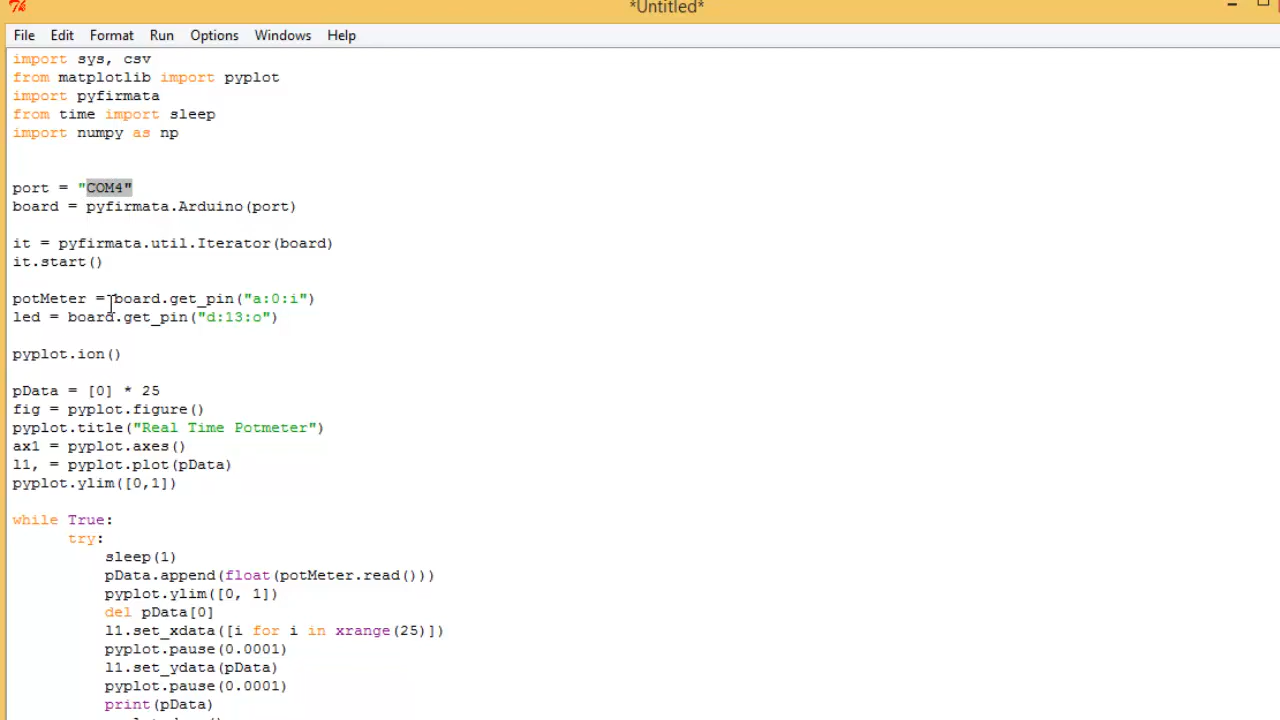 *Untitled*
File Edit Format Run Options Windows Help
import sys, csv
from matplotlib import pyplot
import pyfirmata
from time import sleep
import numpy as np
port = "COM4"
board = pyfirmata.Arduino(port)
it = pyfirmata.util.Iterator(board)
it.start()
potMeter = board.get_pin("a:0:i")
led = board.get_pin("d:13:o")
pyplot.ion()
pData = [0] * 25
fig = pyplot.figure()
pyplot.title("Real Time Potmeter")
ax1 = pyplot.axes()
l1, = pyplot.plot(pData)
pyplot.ylim([0,1])
while True:
try:
sleep(1)
pData.append(float(potMeter.read()))
pyplot.ylim([0, 1])
del pData[0]
l1.set_xdata([i for i in xrange(25)])
pyplot.pause(0.0001)
l1.set_ydata(pData)
pyplot.pause(0.0001)
print(pData)